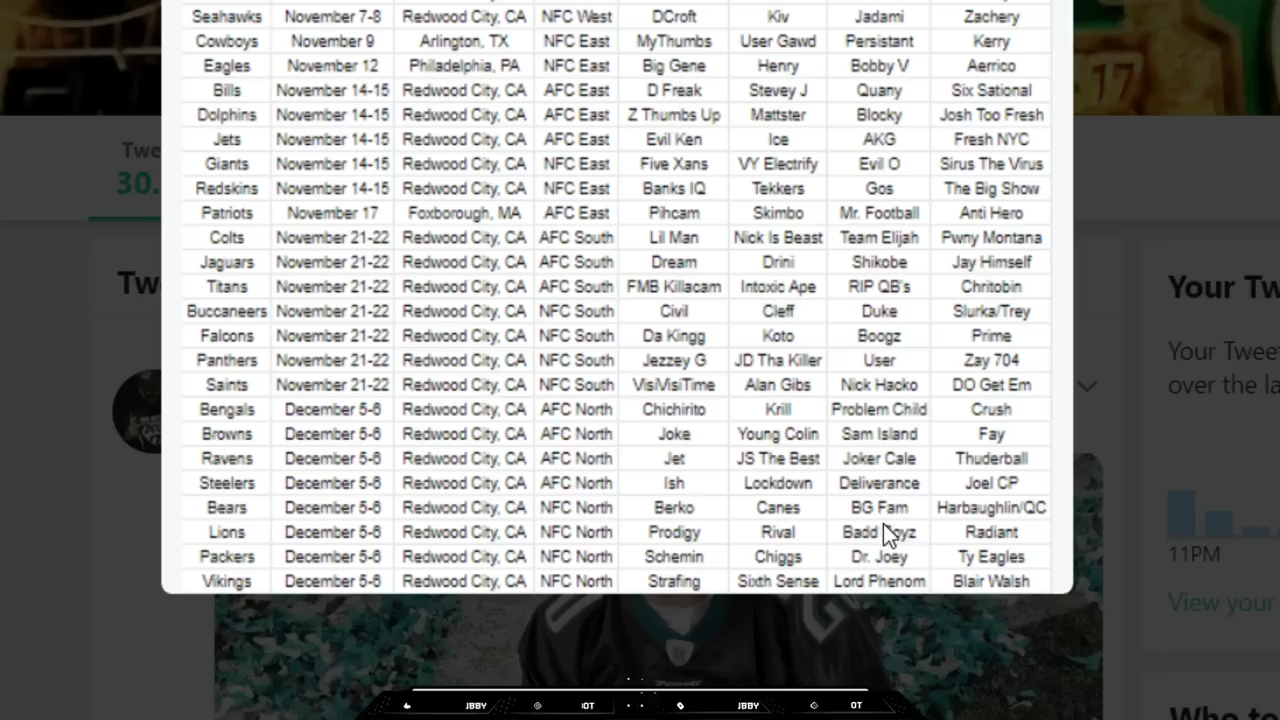 17
Seahawks November 7-8 Redwood City, CA NFC West DCroft Kiv Jadami Zachery
Cowboys November 9 Arlington, TX NFC East MyThumbs User Gawd Persistant Kerry
Eagles November 12 Philadelphia, PA NFC East Big Gene Henry Bobby V Aerrico
Bills November 14-15 Redwood City, CA AFC East D Freak Stevey J Quany Six Sational
Dolphins November 14-15 Redwood City, CA AFC East Z Thumbs Up Mattster Blocky Josh Too Fresh
Jets November 14-15 Redwood City, CA AFC East Evil Ken Ice AKG Fresh NYC
Giants November 14-15 Redwood City, CA NFC East Five Xans VY Electrify Evil O Sirus The Virus
Redskins November 14-15 Redwood City, CA NFC East Banks IQ Tekkers Gos The Big Show
Patriots November 17 Foxborough, MA AFC East Pihcam Skimbo Mr. Football Anti Hero
Colts November 21-22 Redwood City, CA AFC South Lil Man Nick Is Beast Team Elijah Pwny Montana
Jaguars November 21-22 Redwood City, CA AFC South Dream Drini Shikobe Jay Himself
Titans November 21-22 Redwood City, CA AFC South FMB Killacam Intoxic Ape RIP QB's Chritobin
Buccaneers November 21-22 Redwood City, CA NFC South Civil Cleff Duke Slurka/Trey
Falcons November 21-22 Redwood City, CA NFC South Da Kingg Koto Boogz Prime
Panthers November 21-22 Redwood City, CA NFC South Jezzey G JD Tha Killer User Zay 704
Saints November 21-22 Redwood City, CA NFC South VisiVisiTime Alan Gibs Nick Hacko DO Get Em
Bengals December 5-6 Redwood City, CA AFC North Chichirito Krill Problem Child Crush
Browns December 5-6 Redwood City, CA AFC North Joke Young Colin Sam Island Fay
Ravens December 5-6 Redwood City, CA AFC North Jet JS The Best Joker Cale Thuderball
Steelers December 5-6 Redwood City, CA AFC North Ish Lockdown Deliverance Joel CP
Bears December 5-6 Redwood City, CA NFC North Berko Canes BG Fam Harbaughlin/QC
Lions December 5-6 Redwood City, CA NFC North Prodigy Rival Badd Radiant
Packers December 5-6 Redwood City, CA NFC North Schemin Chiggs Dr. Joey Ty Eagles
Vikings December 5-6 Redwood City, CA NFC North Strafing Sixth Sense Lord Phenom Blair Walsh
Twe
30.
Tw
Your Tw
Your Twee
over the la
11PM
View your
Who to
JBBY OT JBBY OT